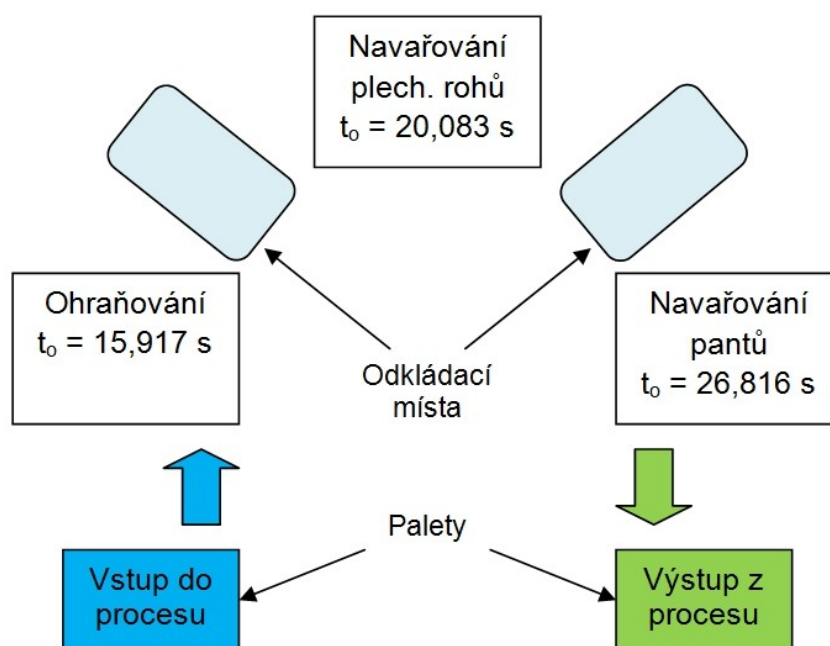 Navařování
plech. rohů
tₒ = 20,083 s
Ohraňování
tₒ = 15,917 s
Navařování
pantů
tₒ = 26,816 s
Odkládací
místa
Palety
Vstup do
procesu
Výstup z
procesu